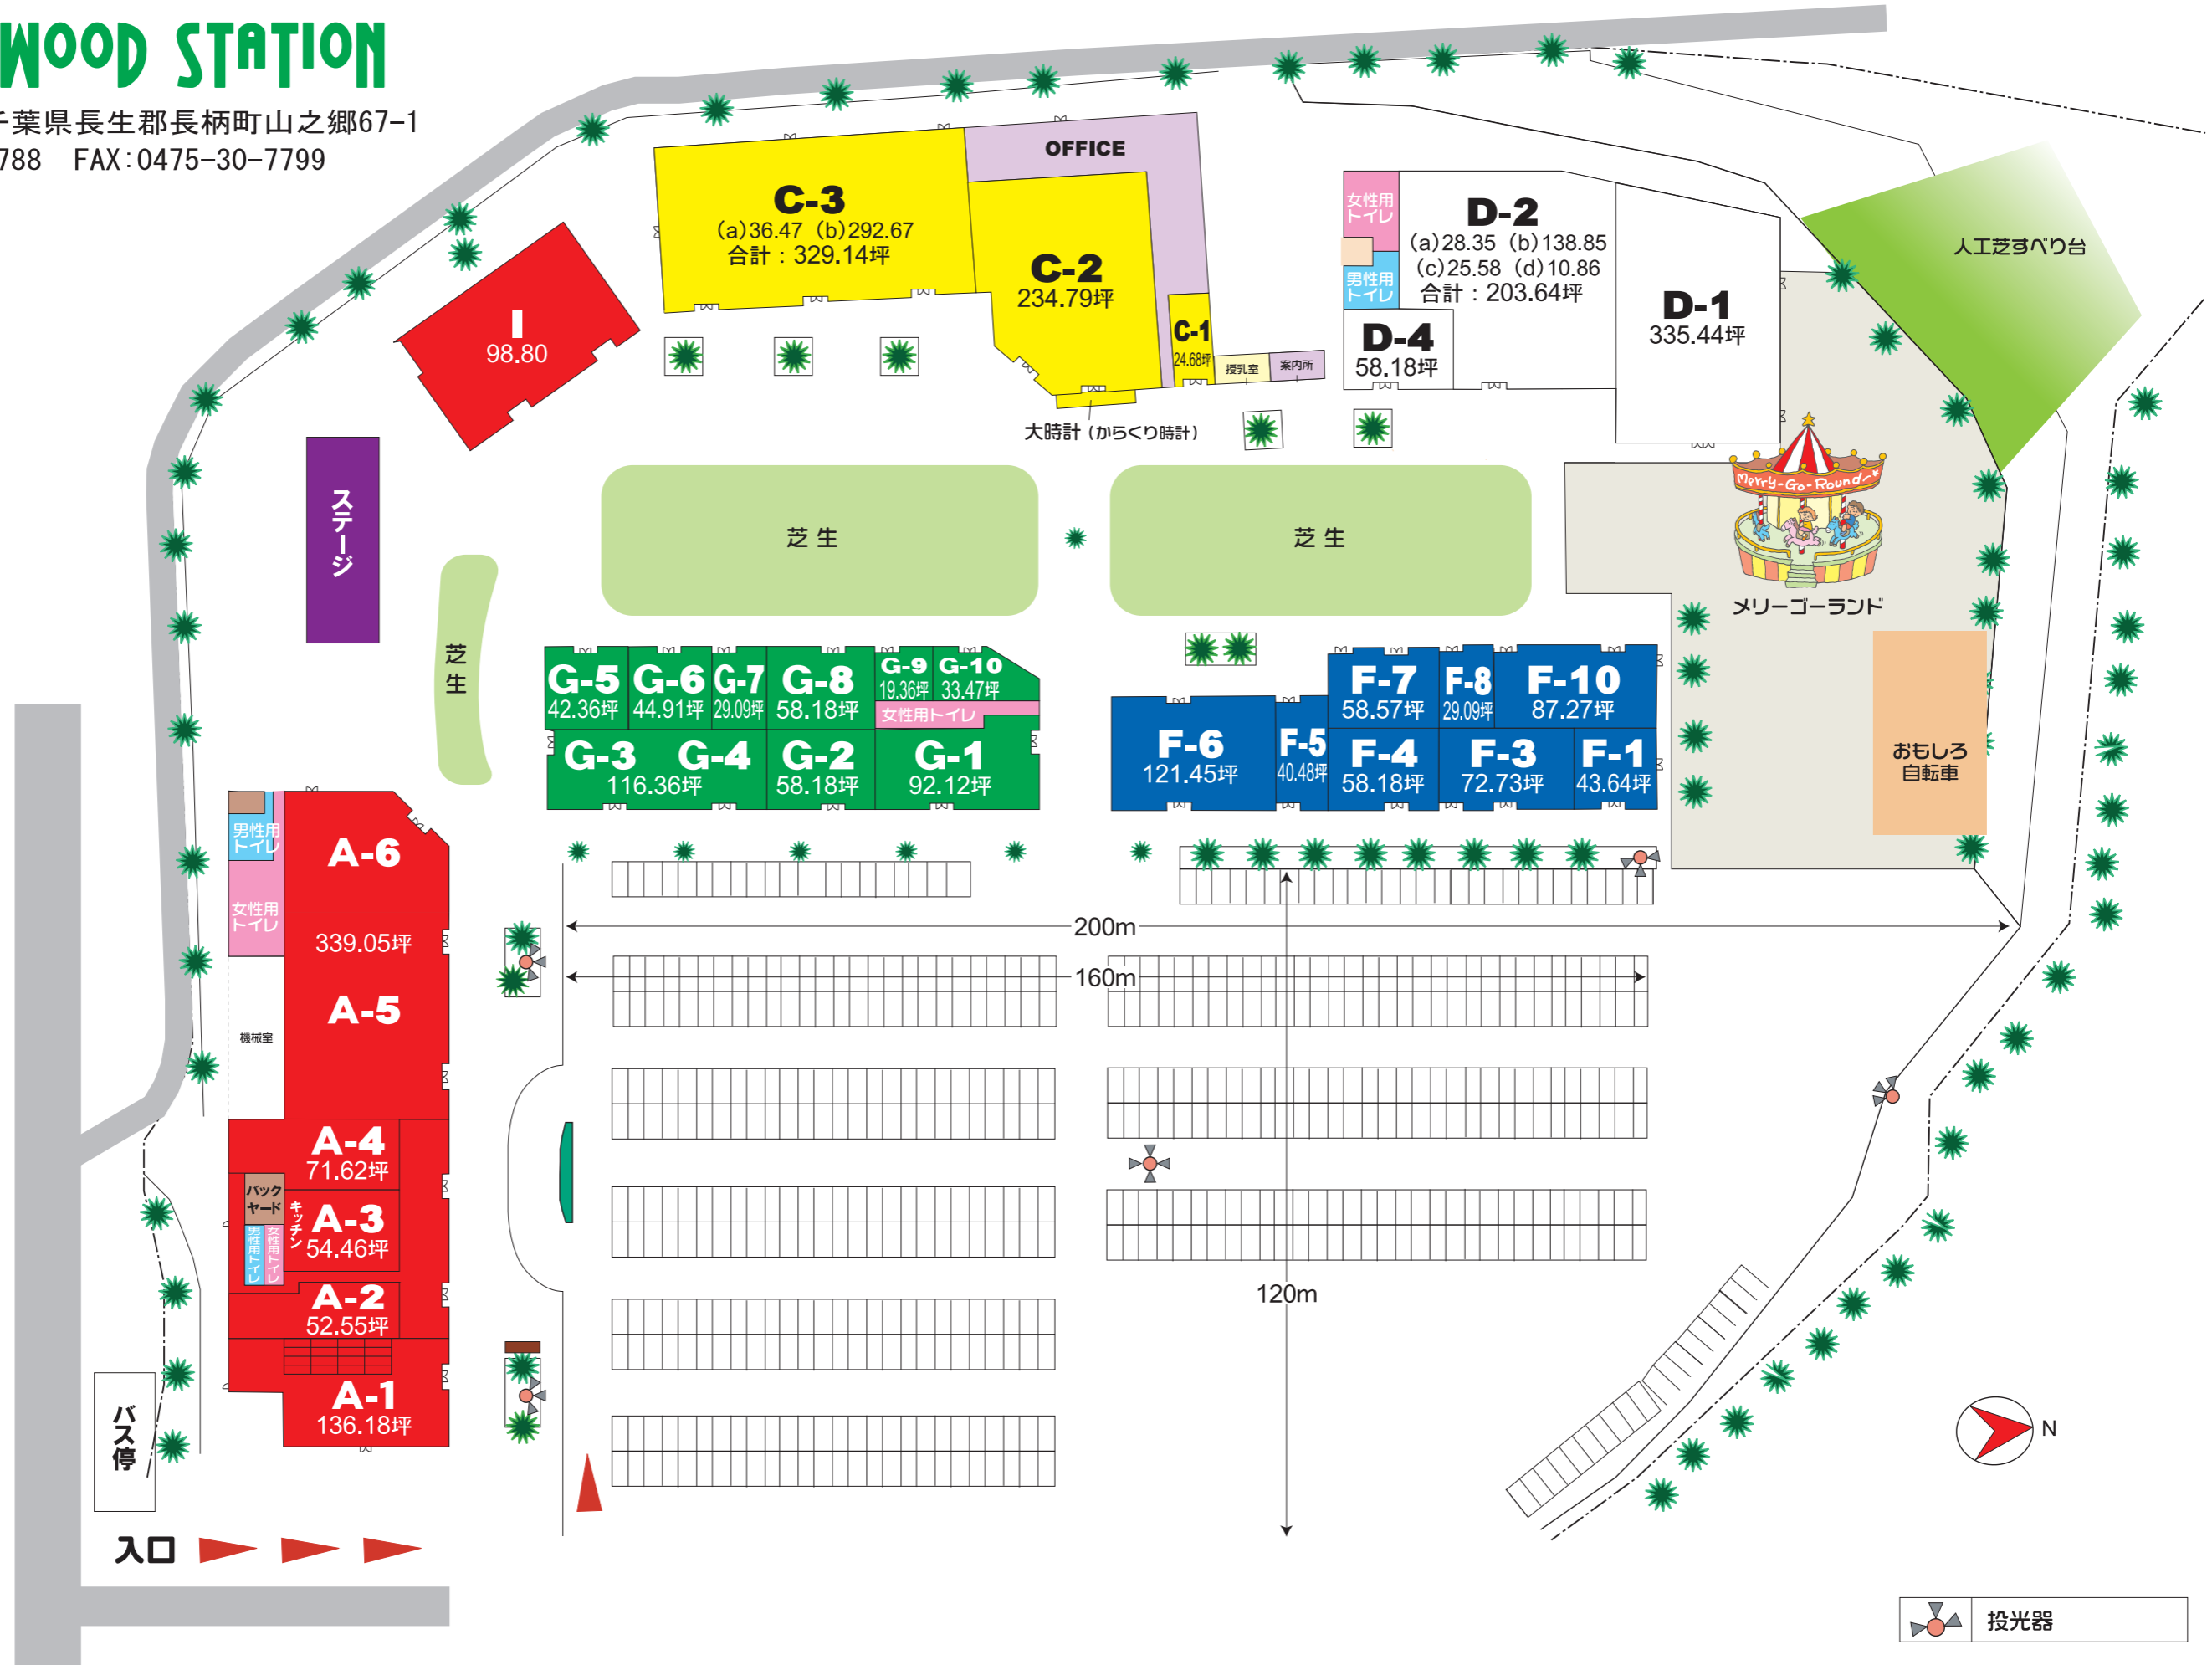 WOOD STATION
千葉県長生郡長柄町山之郷67-1
788 FAX:0475-30-7799
OFFICE
C-3
(a)36.47 (b)292.67
合計：329.14坪
C-2
234.79坪
C-1
24.68坪
授乳室
案内所
大時計（からくり時計）
女性用
トイレ
男性用
トイレ
D-2
(a)28.35 (b)138.85
(c)25.58 (d)10.86
合計：203.64坪
D-4
58.18坪
D-1
335.44坪
人工芝すべり台
I
98.80
ステージ
芝生
芝生
芝生
Merry-Go-Round
メリーゴーランド
おもしろ
自転車
G-5
42.36坪
G-6
44.91坪
G-7
29.09坪
G-8
58.18坪
G-9
19.36坪
G-10
33.47坪
女性用トイレ
G-3 G-4
116.36坪
G-2
58.18坪
G-1
92.12坪
F-6
121.45坪
F-5
40.48坪
F-7
58.57坪
F-8
29.09坪
F-10
87.27坪
F-4
58.18坪
F-3
72.73坪
F-1
43.64坪
男性用
トイレ
女性用
トイレ
A-6
339.05坪
A-5
機械室
A-4
71.62坪
バック
ヤード
キッチン
男性用トイレ
女性用トイレ
A-3
54.46坪
A-2
52.55坪
A-1
136.18坪
200m
160m
120m
バス停
入口
N
投光器